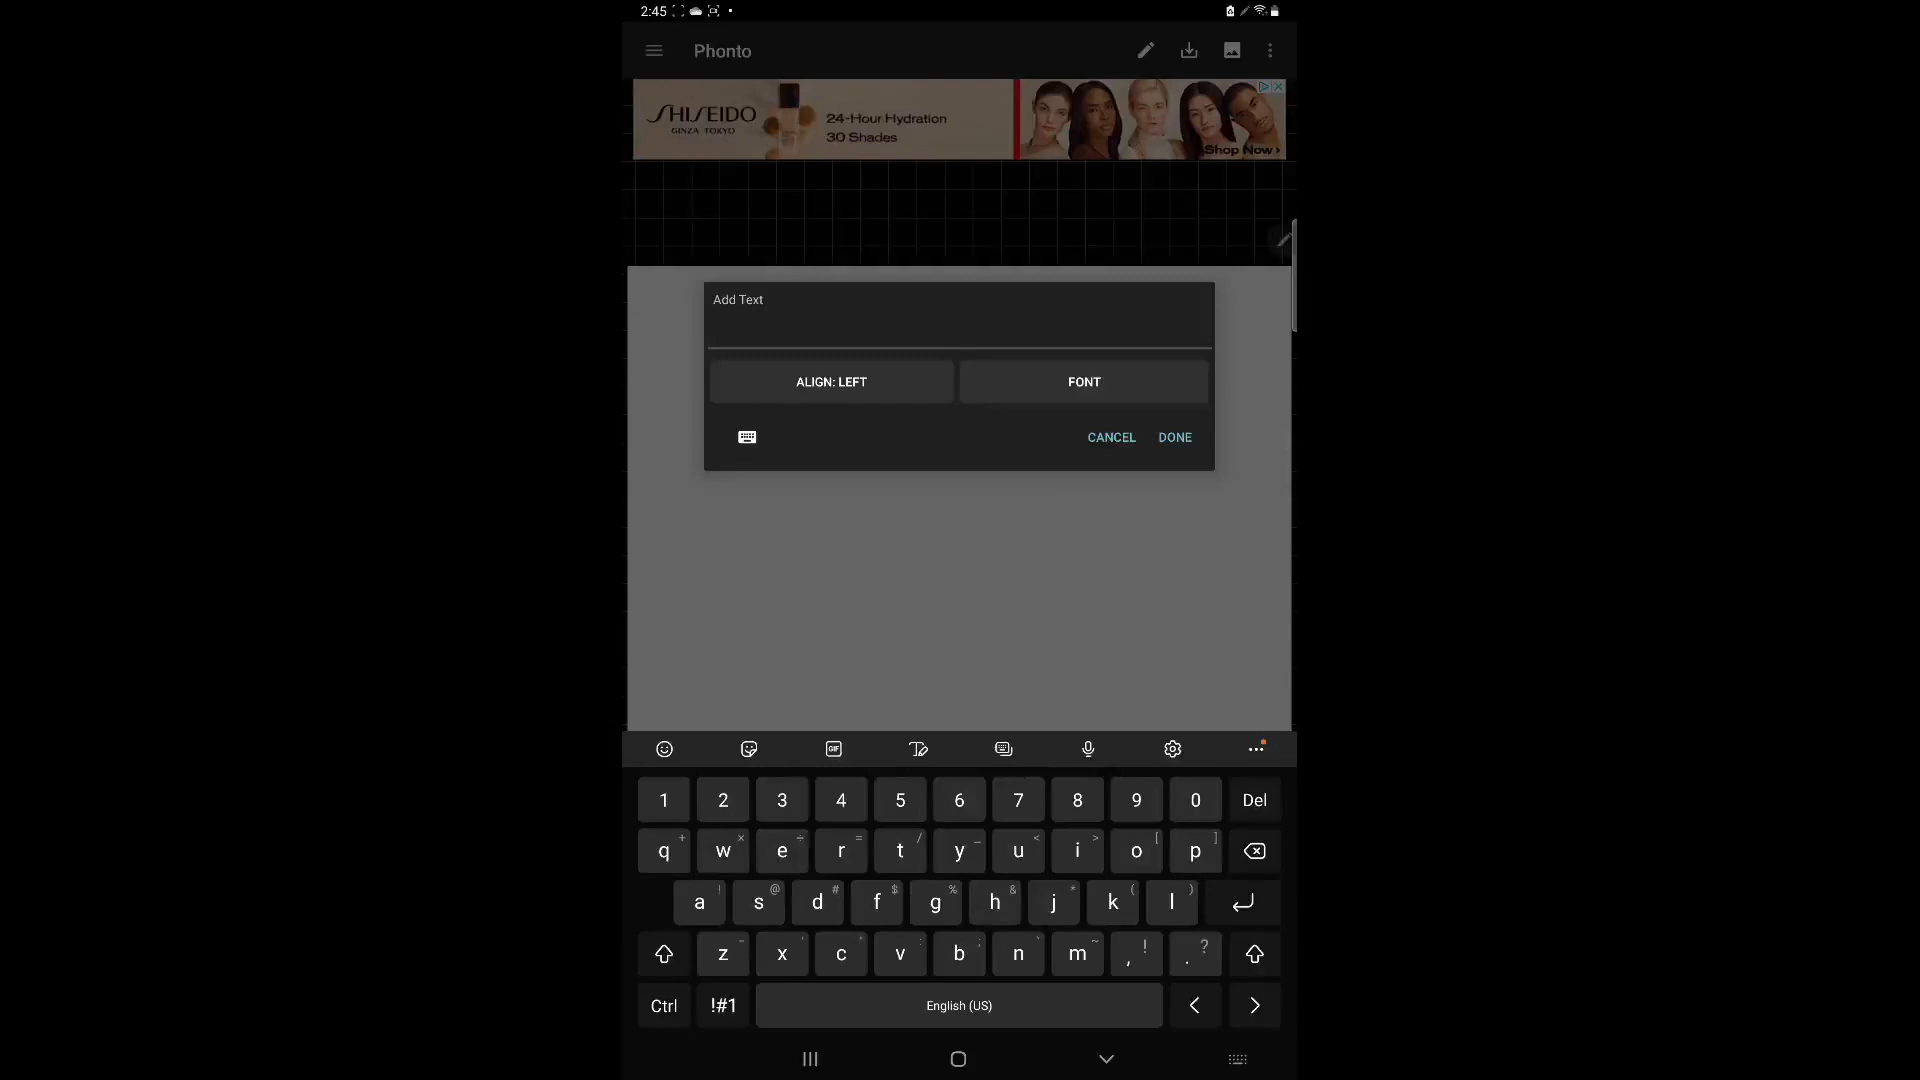 2:45
Phonto
SHISEIDO
GINZA TOKYO
24-Hour Hydration
30 Shades
Shop Now ›
Add Text
ALIGN: LEFT
FONT
CANCEL
DONE
GIF
1 2 3 4 5 6 7 8 9 0 Del
+ × ÷ = / _ < > [ ]
q w e r t y u i o p
! @ # $ % & * ( )
a s d f g h j k l
- ' " : ; ` ~ ! ?
z x c v b n m , .
Ctrl !#1 English (US) < >